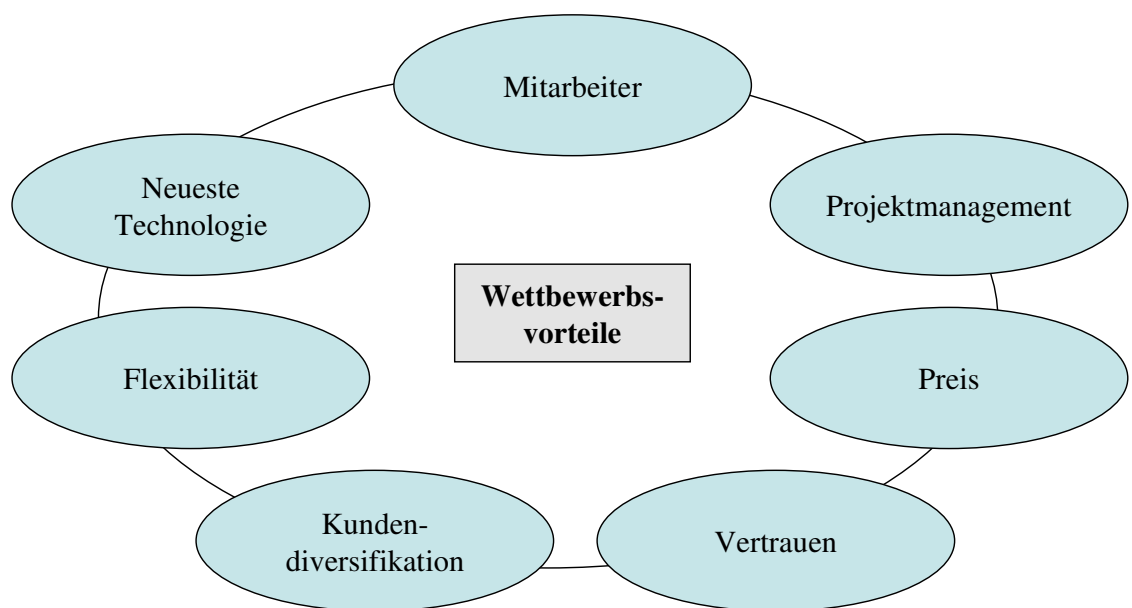 Mitarbeiter
Neueste
Technologie
Projektmanagement
Wettbewerbs-
vorteile
Flexibilität
Preis
Kunden-
diversifikation
Vertrauen